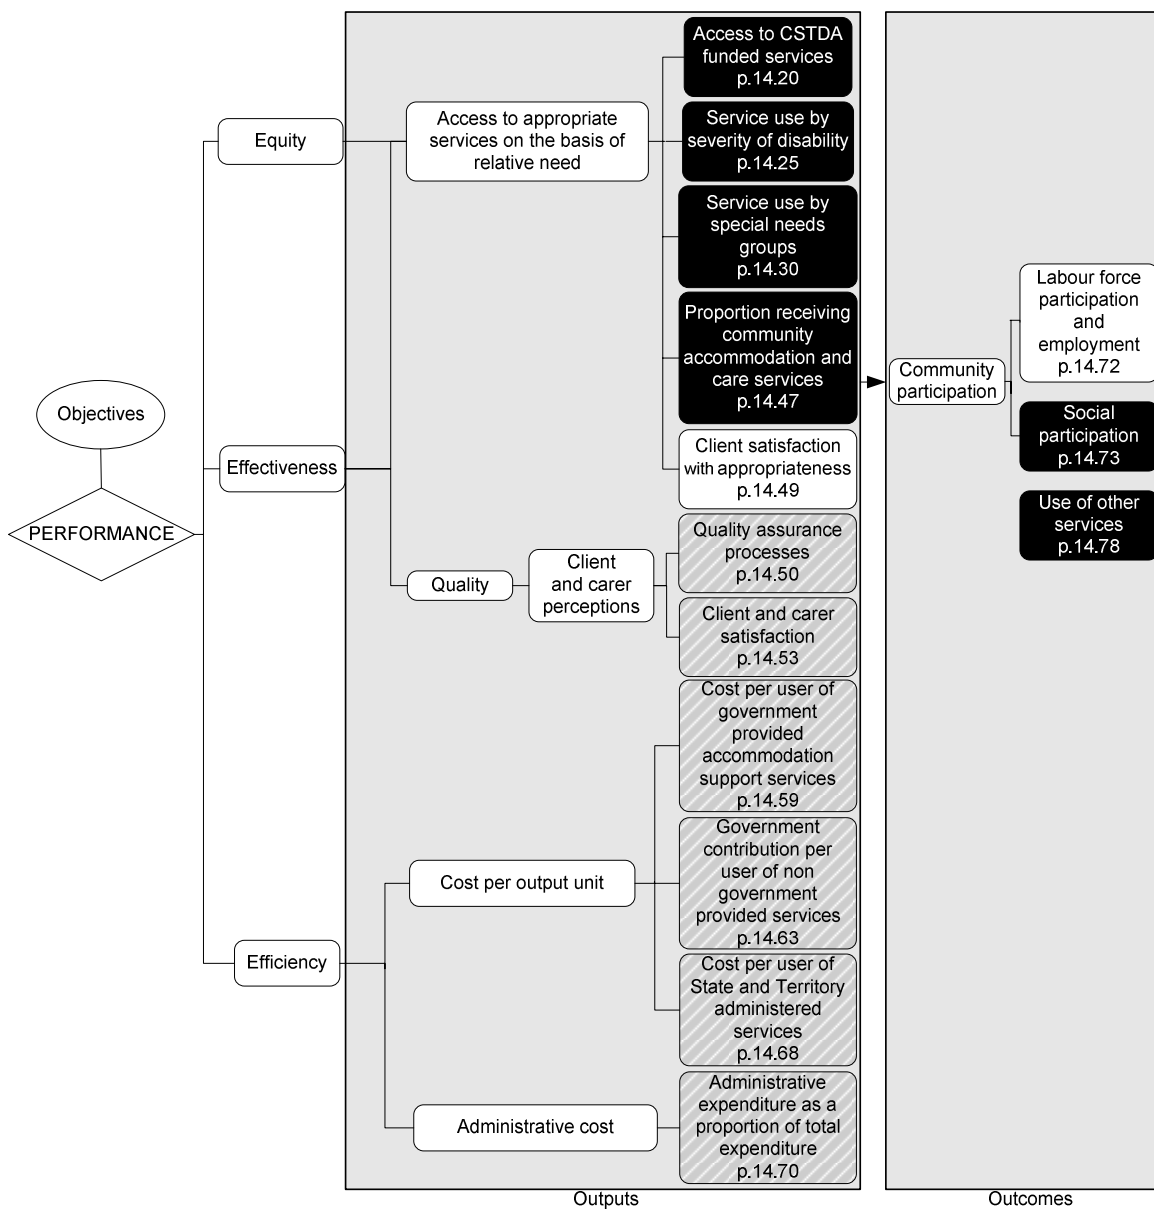 Objectives
PERFORMANCE
Equity
Effectiveness
Efficiency
Access to appropriate
services on the basis of
relative need
Quality
Client
and carer
perceptions
Cost per output unit
Administrative cost
Access to CSTDA
funded services
p.14.20
Service use by
severity of disability
p.14.25
Service use by
special needs
groups
p.14.30
Proportion receiving
community
accommodation and
care services
p.14.47
Client satisfaction
with appropriateness
p.14.49
Quality assurance
processes
p.14.50
Client and carer
satisfaction
p.14.53
Cost per user of
government
provided
accommodation
support services
p.14.59
Government
contribution per
user of non
government
provided services
p.14.63
Cost per user of
State and Territory
administered
services
p.14.68
Administrative
expenditure as a
proportion of total
expenditure
p.14.70
Outputs
Community
participation
Labour force
participation
and
employment
p.14.72
Social
participation
p.14.73
Use of other
services
p.14.78
Outcomes